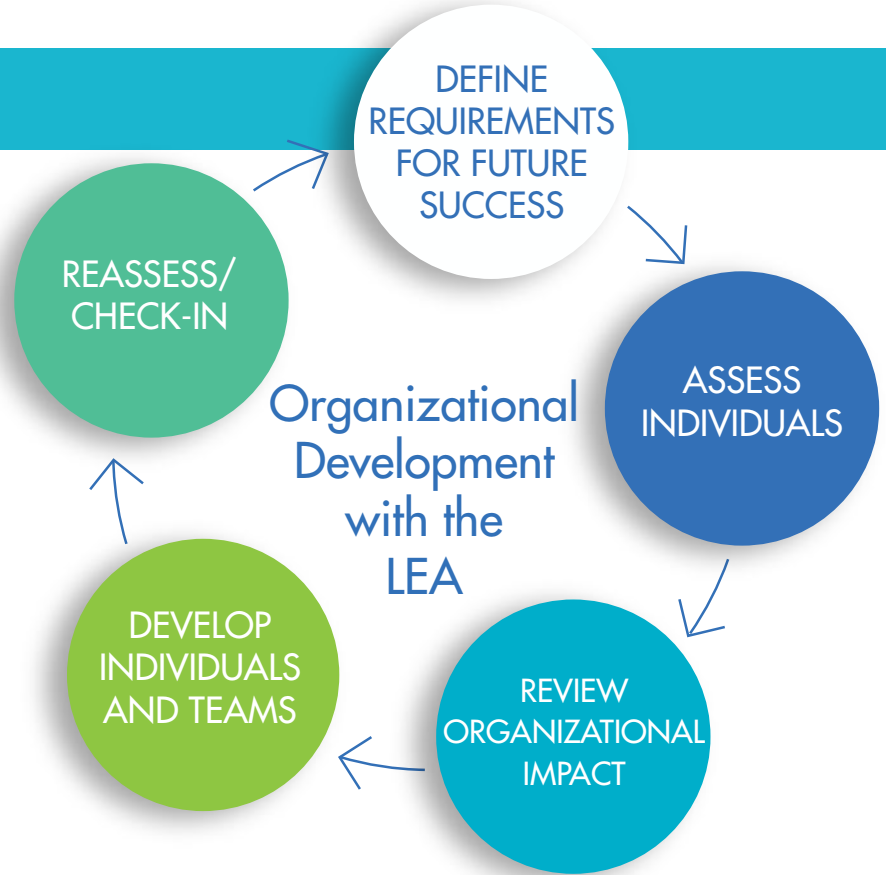 DEFINE
REQUIREMENTS
FOR FUTURE
SUCCESS
ASSESS
INDIVIDUALS
REVIEW
ORGANIZATIONAL
IMPACT
DEVELOP
INDIVIDUALS
AND TEAMS
REASSESS/
CHECK-IN
Organizational
Development
with the
LEA